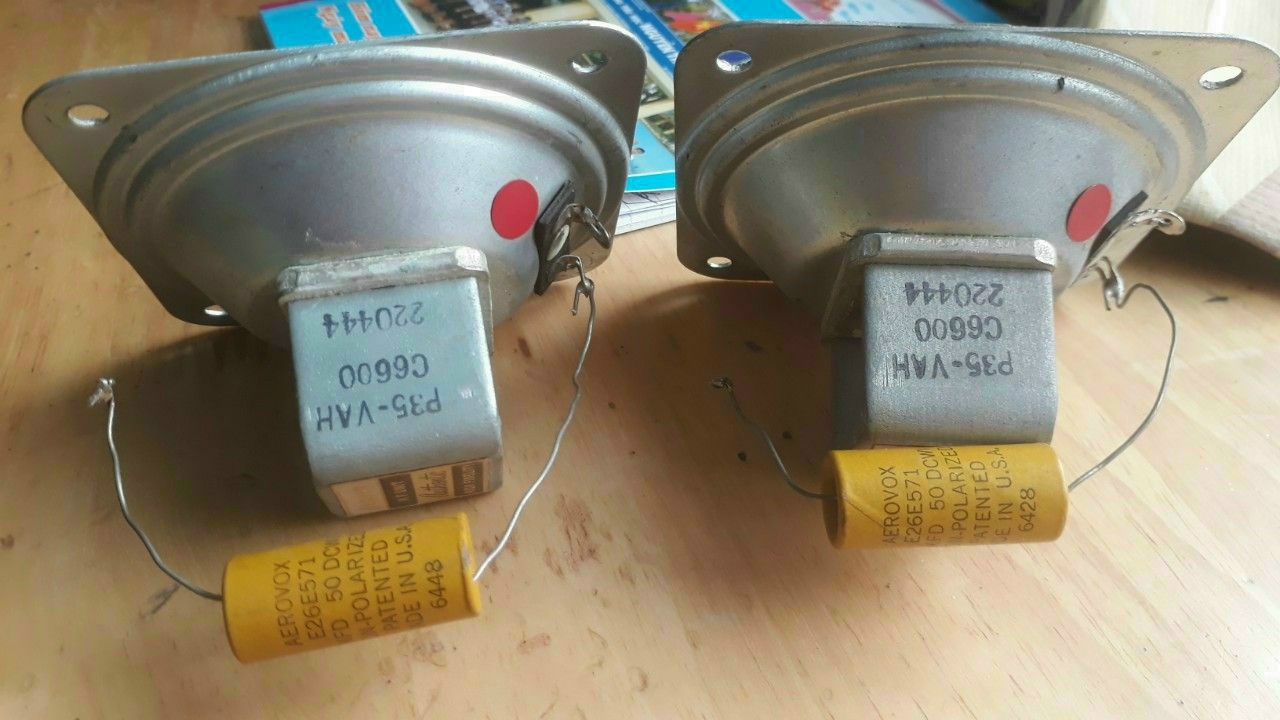 220444
C6600
P35-VAH
AEROVOX
E26E571
FD 50 DCW
-POLARIZE
PATENTED
DE IN U.S.A
6448
220444
C6600
P35-VAH
AEROVOX
E26E571
FD 50 DCW
-POLARIZED
ATENTED
DE IN U.S.A
6428